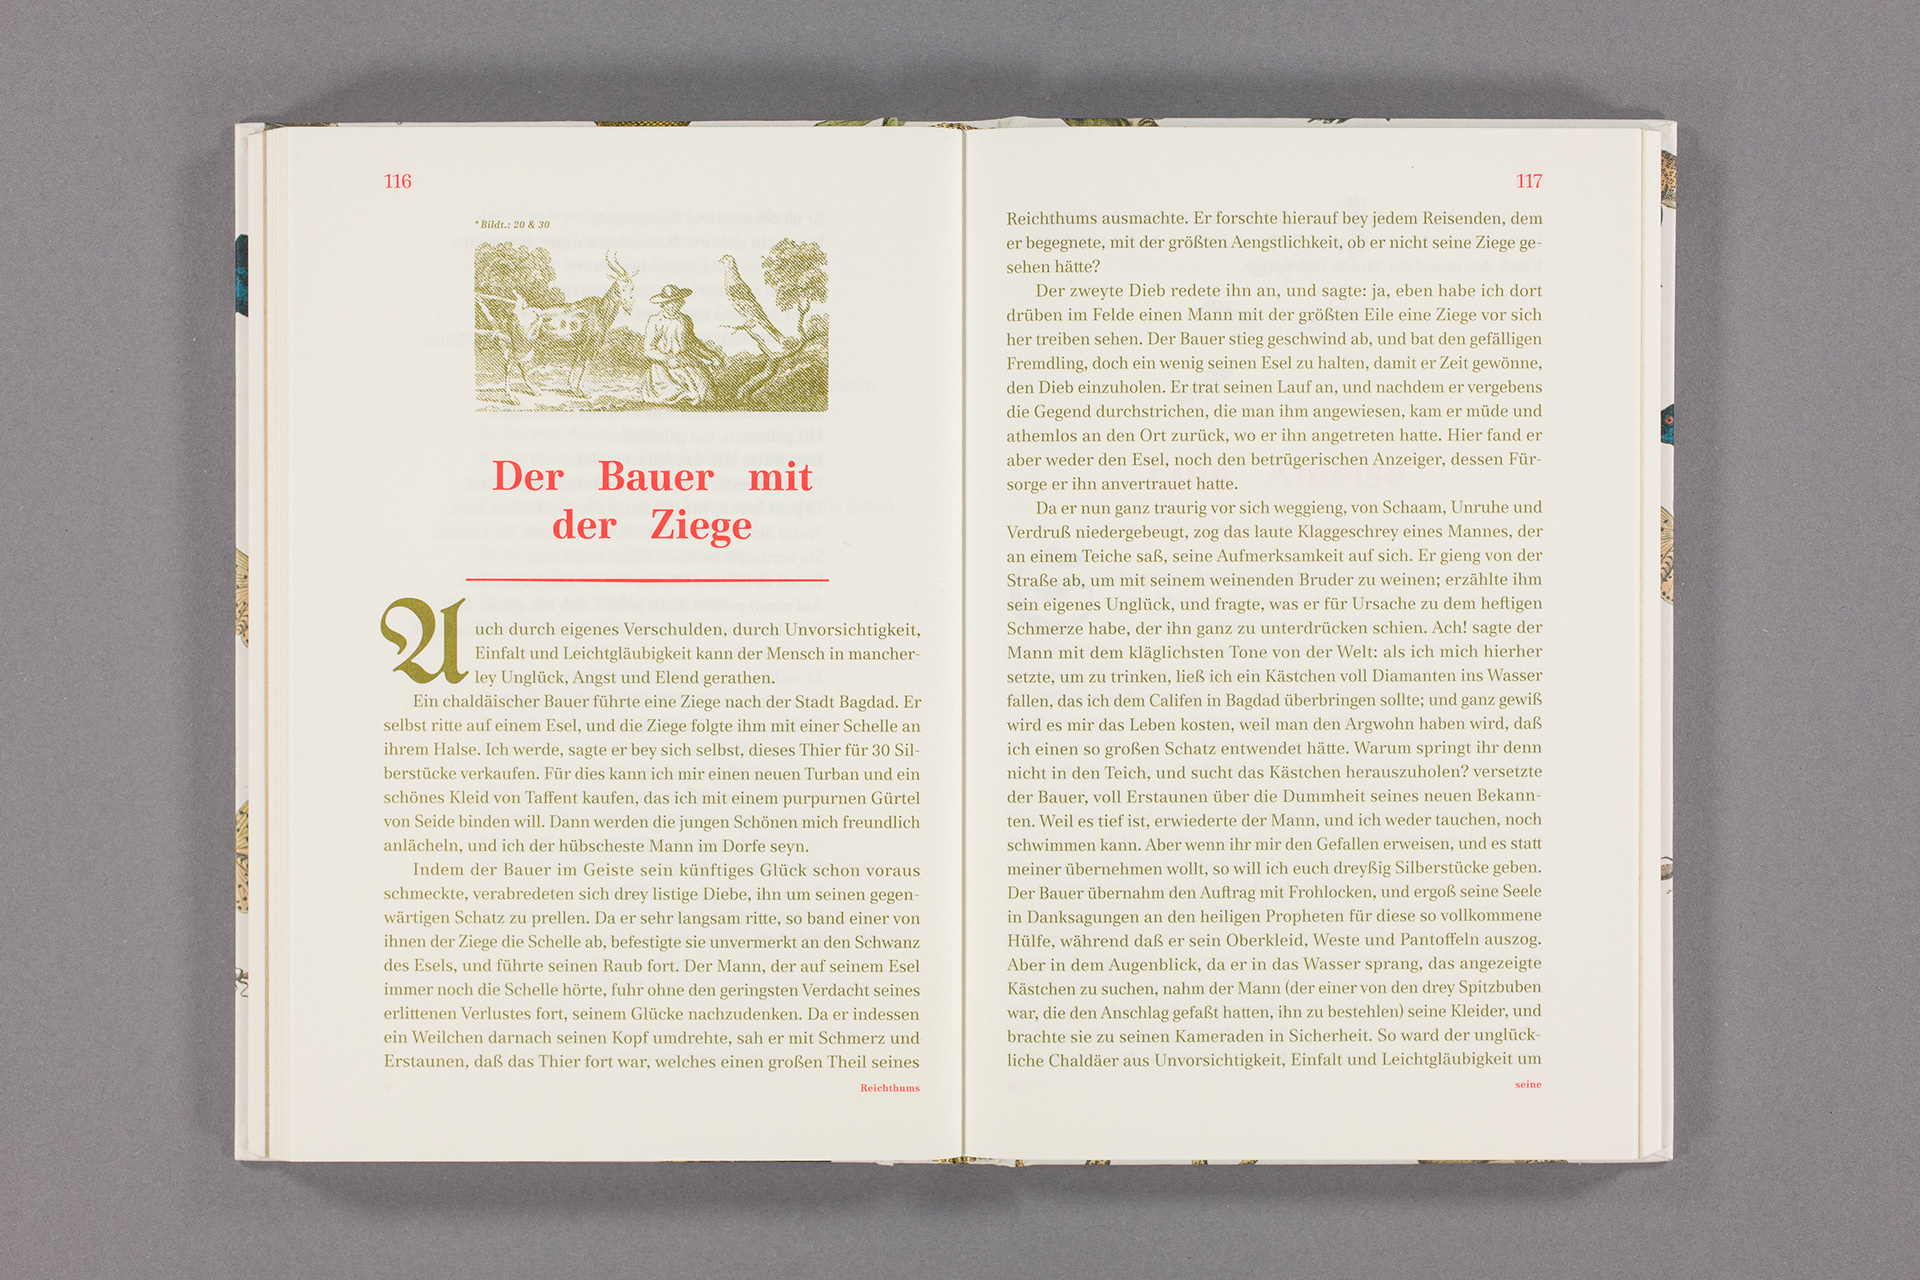 116
* Bildt.: 20 & 30
Der Bauer mit
der Ziege
Auch durch eigenes Verschulden, durch Unvorsichtigkeit,
Einfalt und Leichtgläubigkeit kann der Mensch in mancher-
ley Unglück, Angst und Elend gerathen.
Ein chaldäischer Bauer führte eine Ziege nach der Stadt Bagdad. Er
selbst ritte auf einem Esel, und die Ziege folgte ihm mit einer Schelle an
ihrem Halse. Ich werde, sagte er bey sich selbst, dieses Thier für 30 Sil-
berstücke verkaufen. Für dies kann ich mir einen neuen Turban und ein
schönes Kleid von Taffent kaufen, das ich mit einem purpurnen Gürtel
von Seide binden will. Dann werden die jungen Schönen mich freundlich
anlächeln, und ich der hübscheste Mann im Dorfe seyn.
Indem der Bauer im Geiste sein künftiges Glück schon voraus
schmeckte, verabredeten sich drey listige Diebe, ihn um seinen gegen-
wärtigen Schatz zu prellen. Da er sehr langsam ritte, so band einer von
ihnen der Ziege die Schelle ab, befestigte sie unvermerkt an den Schwanz
des Esels, und führte seinen Raub fort. Der Mann, der auf seinem Esel
immer noch die Schelle hörte, fuhr ohne den geringsten Verdacht seines
erlittenen Verlustes fort, seinem Glücke nachzudenken. Da er indessen
ein Weilchen darnach seinen Kopf umdrehte, sah er mit Schmerz und
Erstaunen, daß das Thier fort war, welches einen großen Theil seines
Reichthums
117
Reichthums ausmachte. Er forschte hierauf bey jedem Reisenden, dem
er begegnete, mit der größten Aengstlichkeit, ob er nicht seine Ziege ge-
sehen hätte?
Der zweyte Dieb redete ihn an, und sagte: ja, eben habe ich dort
drüben im Felde einen Mann mit der größten Eile eine Ziege vor sich
her treiben sehen. Der Bauer stieg geschwind ab, und bat den gefälligen
Fremdling, doch ein wenig seinen Esel zu halten, damit er Zeit gewönne,
den Dieb einzuholen. Er trat seinen Lauf an, und nachdem er vergebens
die Gegend durchstrichen, die man ihm angewiesen, kam er müde und
athemlos an den Ort zurück, wo er ihn angetreten hatte. Hier fand er
aber weder den Esel, noch den betrügerischen Anzeiger, dessen Für-
sorge er ihn anvertrauet hatte.
Da er nun ganz traurig vor sich weggieng, von Schaam, Unruhe und
Verdruß niedergebeugt, zog das laute Klaggeschrey eines Mannes, der
an einem Teiche saß, seine Aufmerksamkeit auf sich. Er gieng von der
Straße ab, um mit seinem weinenden Bruder zu weinen; erzählte ihm
sein eigenes Unglück, und fragte, was er für Ursache zu dem heftigen
Schmerze habe, der ihn ganz zu unterdrücken schien. Ach! sagte der
Mann mit dem kläglichsten Tone von der Welt: als ich mich hierher
setzte, um zu trinken, ließ ich ein Kästchen voll Diamanten ins Wasser
fallen, das ich dem Califen in Bagdad überbringen sollte; und ganz gewiß
wird es mir das Leben kosten, weil man den Argwohn haben wird, daß
ich einen so großen Schatz entwendet hätte. Warum springt ihr denn
nicht in den Teich, und sucht das Kästchen herauszuholen? versetzte
der Bauer, voll Erstaunen über die Dummheit seines neuen Bekann-
ten. Weil es tief ist, erwiederte der Mann, und ich weder tauchen, noch
schwimmen kann. Aber wenn ihr mir den Gefallen erweisen, und es statt
meiner übernehmen wollt, so will ich euch dreyßig Silberstücke geben.
Der Bauer übernahm den Auftrag mit Frohlocken, und ergoß seine Seele
in Danksagungen an den heiligen Propheten für diese so vollkommene
Hülfe, während daß er sein Oberkleid, Weste und Pantoffeln auszog.
Aber in dem Augenblick, da er in das Wasser sprang, das angezeigte
Kästchen zu suchen, nahm der Mann (der einer von den drey Spitzbuben
war, die den Anschlag gefaßt hatten, ihn zu bestehlen) seine Kleider, und
brachte sie zu seinen Kameraden in Sicherheit. So ward der unglück-
liche Chaldäer aus Unvorsichtigkeit, Einfalt und Leichtgläubigkeit um
seine